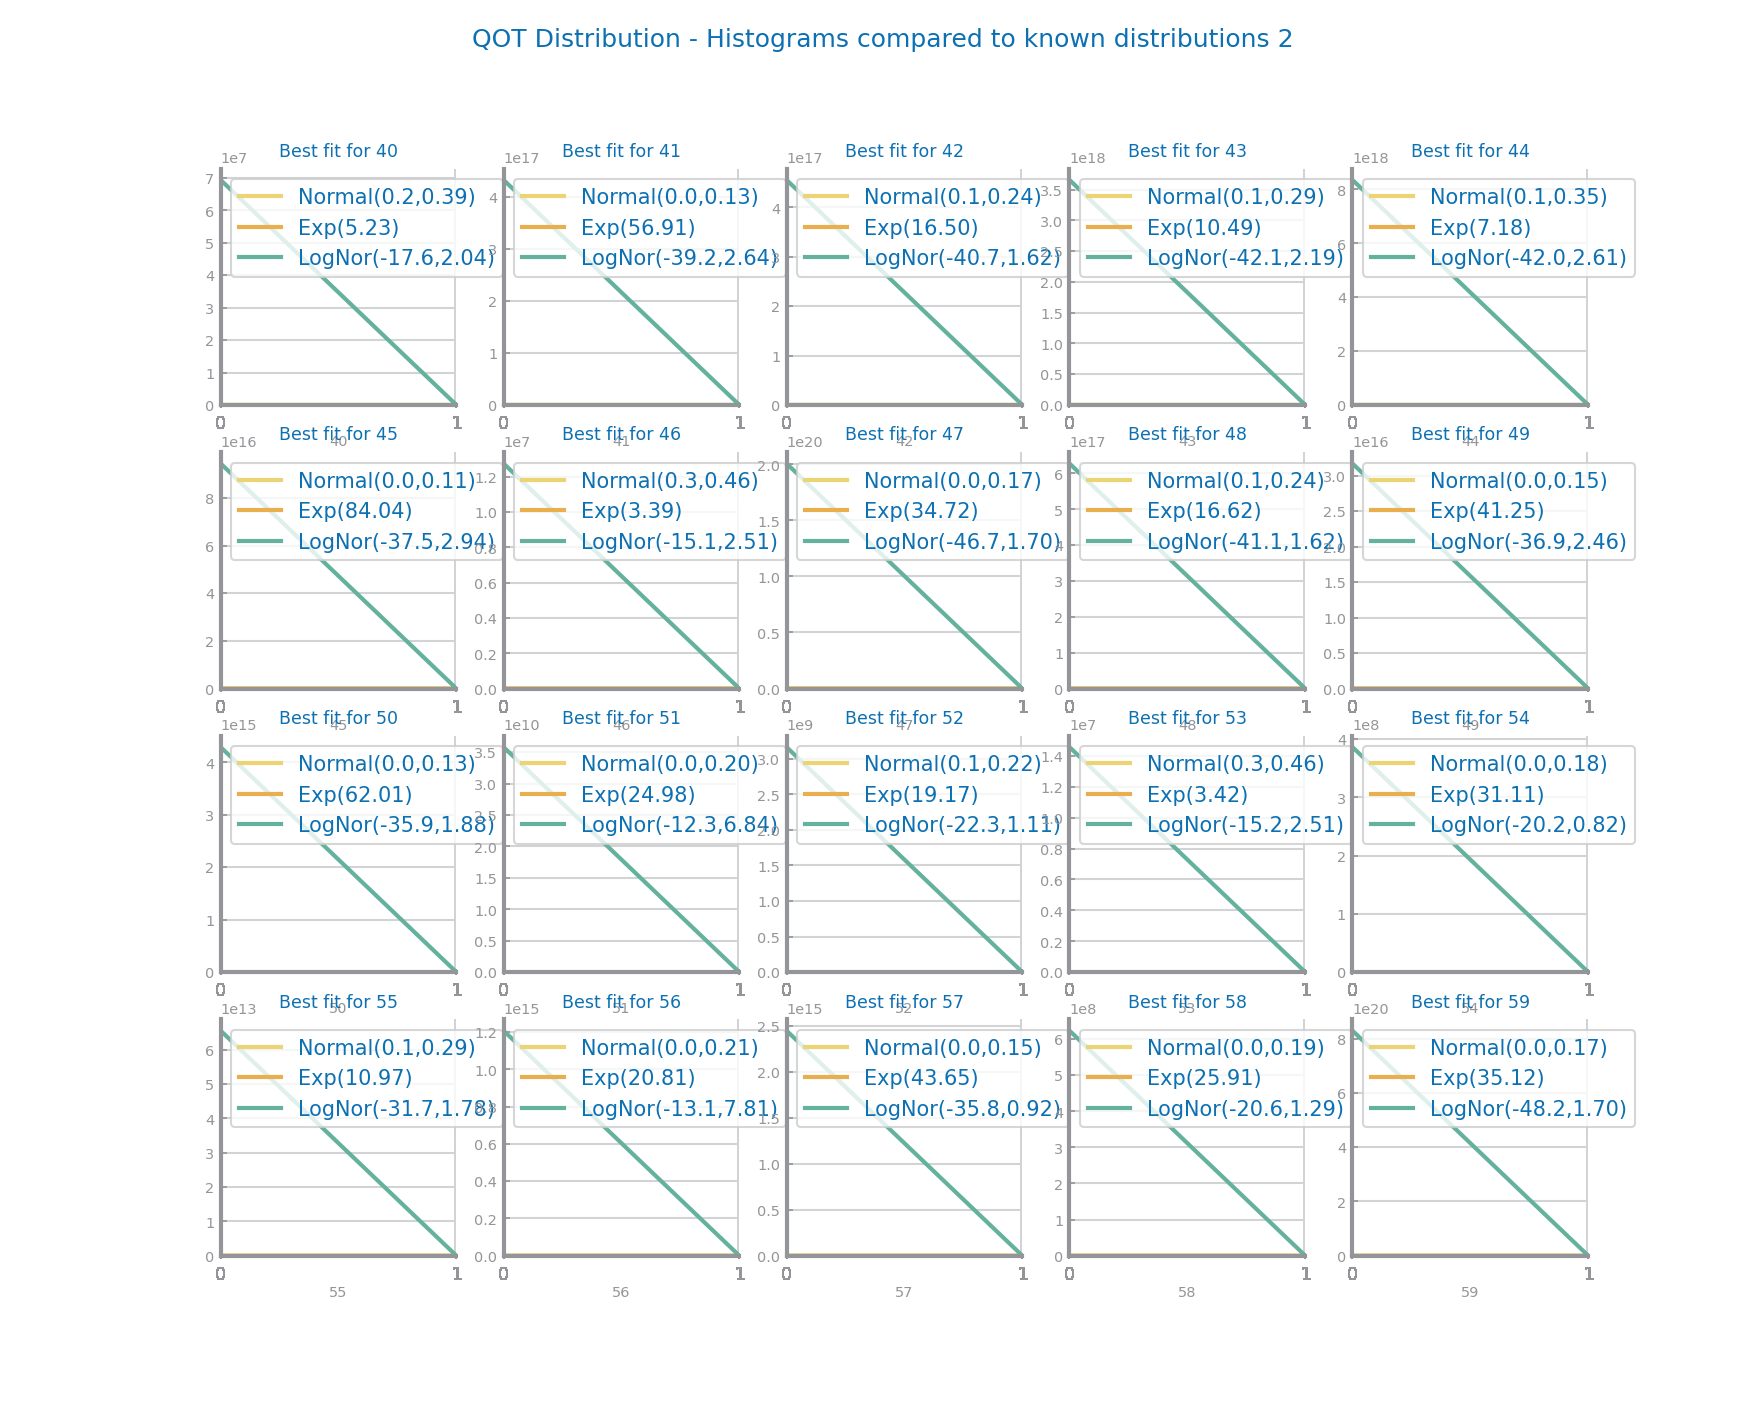 QOT Distribution - Histograms compared to known distributions 2
Best fit for 40
1e7
7
6
5
4
3
2
1
0
Normal(0.2,0.39)
Exp(5.23)
LogNor(-17.6,2.04)
0 1
40
Best fit for 41
1e17
4
3
2
1
0
Normal(0.0,0.13)
Exp(56.91)
LogNor(-39.2,2.64)
0 1
41
Best fit for 42
1e17
4
3
2
1
0
Normal(0.1,0.24)
Exp(16.50)
LogNor(-40.7,1.62)
0 1
42
Best fit for 43
1e18
3.5
3.0
2.5
2.0
1.5
1.0
0.5
0.0
Normal(0.1,0.29)
Exp(10.49)
LogNor(-42.1,2.19)
0 1
43
Best fit for 44
1e18
8
6
4
2
0
Normal(0.1,0.35)
Exp(7.18)
LogNor(-42.0,2.61)
0 1
44
Best fit for 45
1e16
8
6
4
2
0
Normal(0.0,0.11)
Exp(84.04)
LogNor(-37.5,2.94)
0 1
45
Best fit for 46
1e7
1.2
1.0
0.8
0.6
0.4
0.2
0.0
Normal(0.3,0.46)
Exp(3.39)
LogNor(-15.1,2.51)
0 1
46
Best fit for 47
1e20
2.0
1.5
1.0
0.5
0.0
Normal(0.0,0.17)
Exp(34.72)
LogNor(-46.7,1.70)
0 1
47
Best fit for 48
1e17
6
5
4
3
2
1
0
Normal(0.1,0.24)
Exp(16.62)
LogNor(-41.1,1.62)
0 1
48
Best fit for 49
1e16
3.0
2.5
2.0
1.5
1.0
0.5
0.0
Normal(0.0,0.15)
Exp(41.25)
LogNor(-36.9,2.46)
0 1
49
Best fit for 50
1e15
4
3
2
1
0
Normal(0.0,0.13)
Exp(62.01)
LogNor(-35.9,1.88)
0 1
50
Best fit for 51
1e10
3.5
3.0
2.5
2.0
1.5
1.0
0.5
0.0
Normal(0.0,0.20)
Exp(24.98)
LogNor(-12.3,6.84)
0 1
51
Best fit for 52
1e9
3.0
2.5
2.0
1.5
1.0
0.5
0.0
Normal(0.1,0.22)
Exp(19.17)
LogNor(-22.3,1.11)
0 1
52
Best fit for 53
1e7
1.4
1.2
1.0
0.8
0.6
0.4
0.2
0.0
Normal(0.3,0.46)
Exp(3.42)
LogNor(-15.2,2.51)
0 1
53
Best fit for 54
1e8
4
3
2
1
0
Normal(0.0,0.18)
Exp(31.11)
LogNor(-20.2,0.82)
0 1
54
Best fit for 55
1e13
6
5
4
3
2
1
0
Normal(0.1,0.29)
Exp(10.97)
LogNor(-31.7,1.78)
0 1
55
Best fit for 56
1e15
1.2
1.0
0.8
0.6
0.4
0.2
0.0
Normal(0.0,0.21)
Exp(20.81)
LogNor(-13.1,7.81)
0 1
56
Best fit for 57
1e15
2.5
2.0
1.5
1.0
0.5
0.0
Normal(0.0,0.15)
Exp(43.65)
LogNor(-35.8,0.92)
0 1
57
Best fit for 58
1e8
6
5
4
3
2
1
0
Normal(0.0,0.19)
Exp(25.91)
LogNor(-20.6,1.29)
0 1
58
Best fit for 59
1e20
8
6
4
2
0
Normal(0.0,0.17)
Exp(35.12)
LogNor(-48.2,1.70)
0 1
59